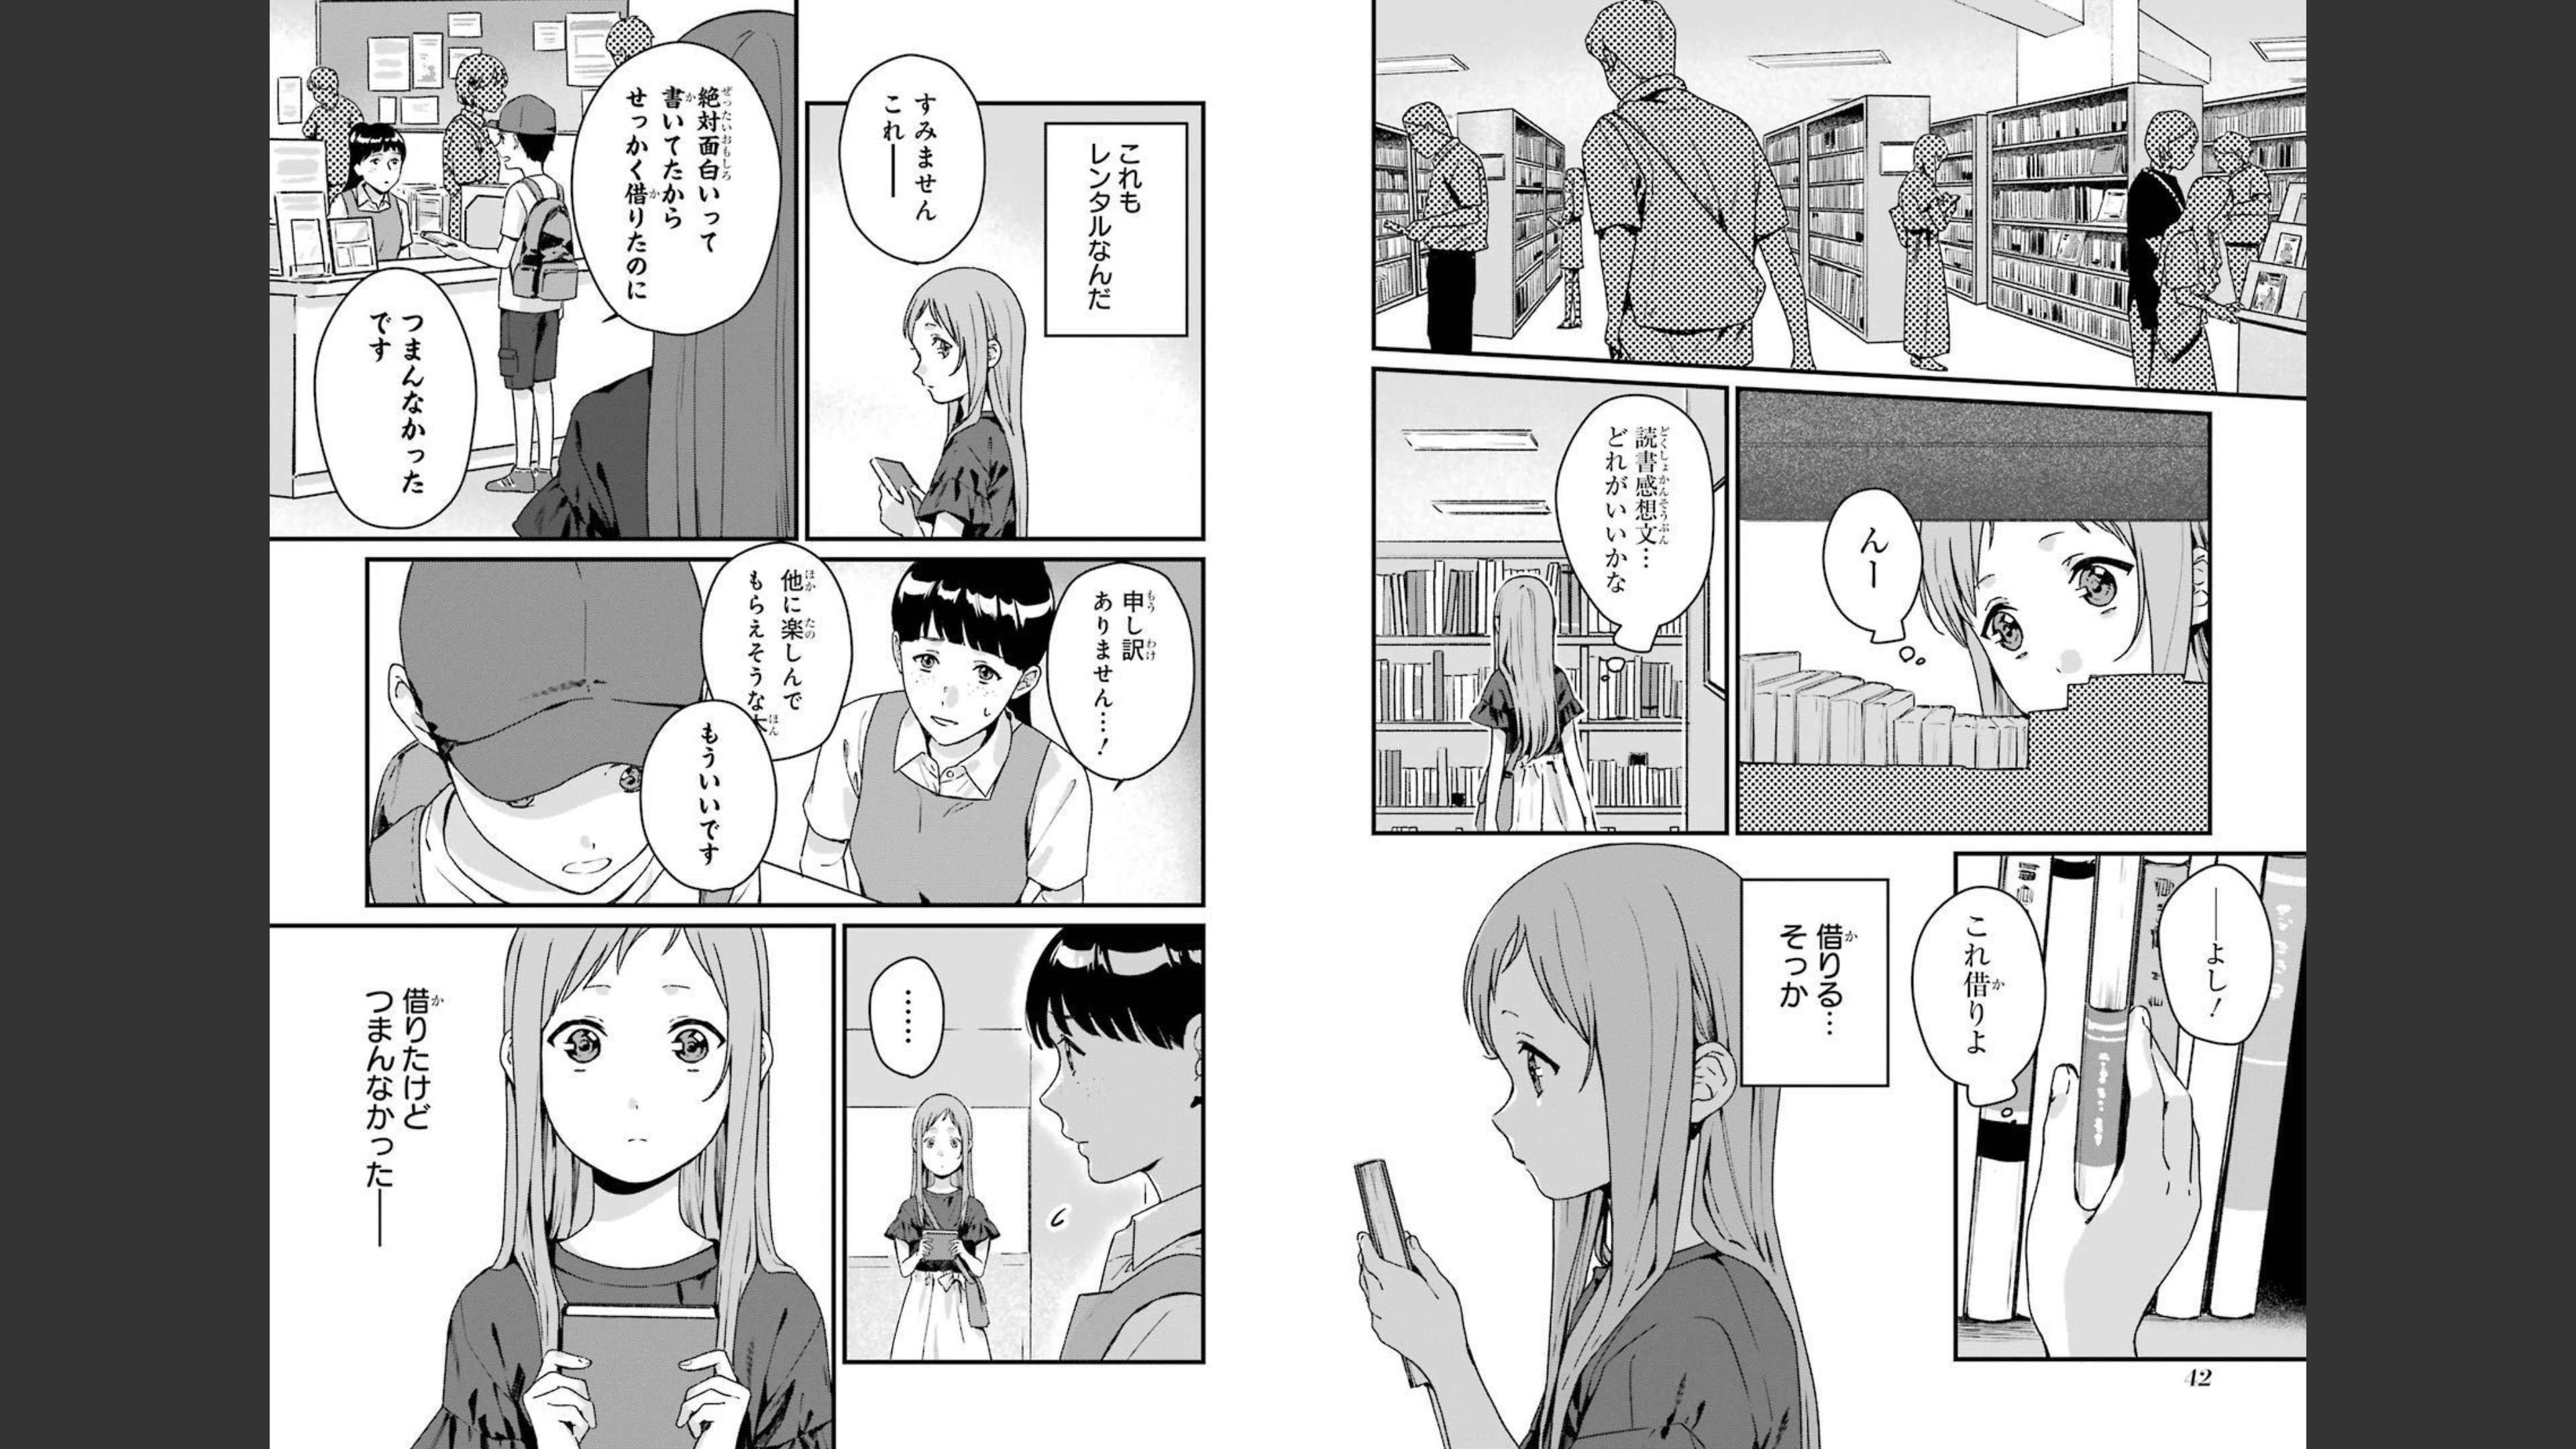 んー
読書感想文…
どれがいいかな
――よし!
これ借りよ
借りる…
そっか
42
これも
レンタルなんだ
すみません
これ――
絶対面白いって
書いてたから
せっかく借りたのに
つまんなかった
です
申し訳
ありません…!
他に楽しんで
もらえそうな本
もういいです
……
借りたけど
つまんなかった――